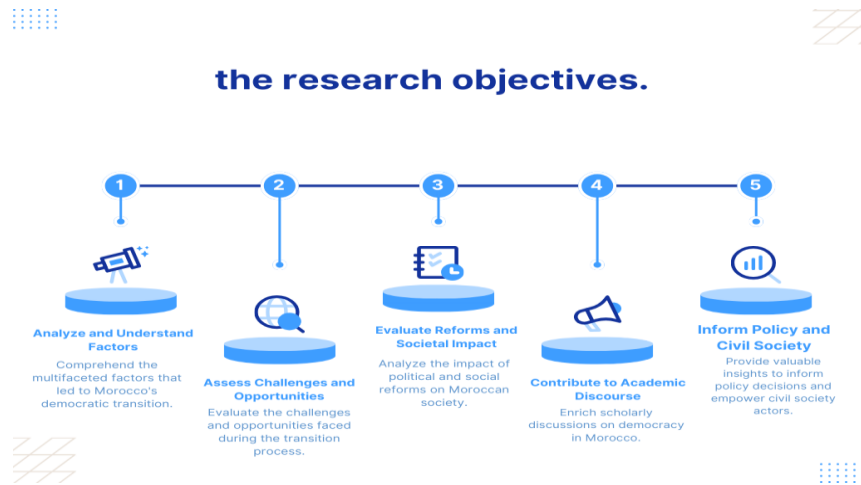 the research objectives.
1
2
3
4
5
Analyze and Understand
Factors
Comprehend the
multifaceted factors that
led to Morocco's
democratic transition.
Assess Challenges and
Opportunities
Evaluate the challenges
and opportunities faced
during the transition
process.
Evaluate Reforms and
Societal Impact
Analyze the impact of
political and social
reforms on Moroccan
society.
Contribute to Academic
Discourse
Enrich scholarly
discussions on democracy
in Morocco.
Inform Policy and
Civil Society
Provide valuable
insights to inform
policy decisions and
empower civil society
actors.